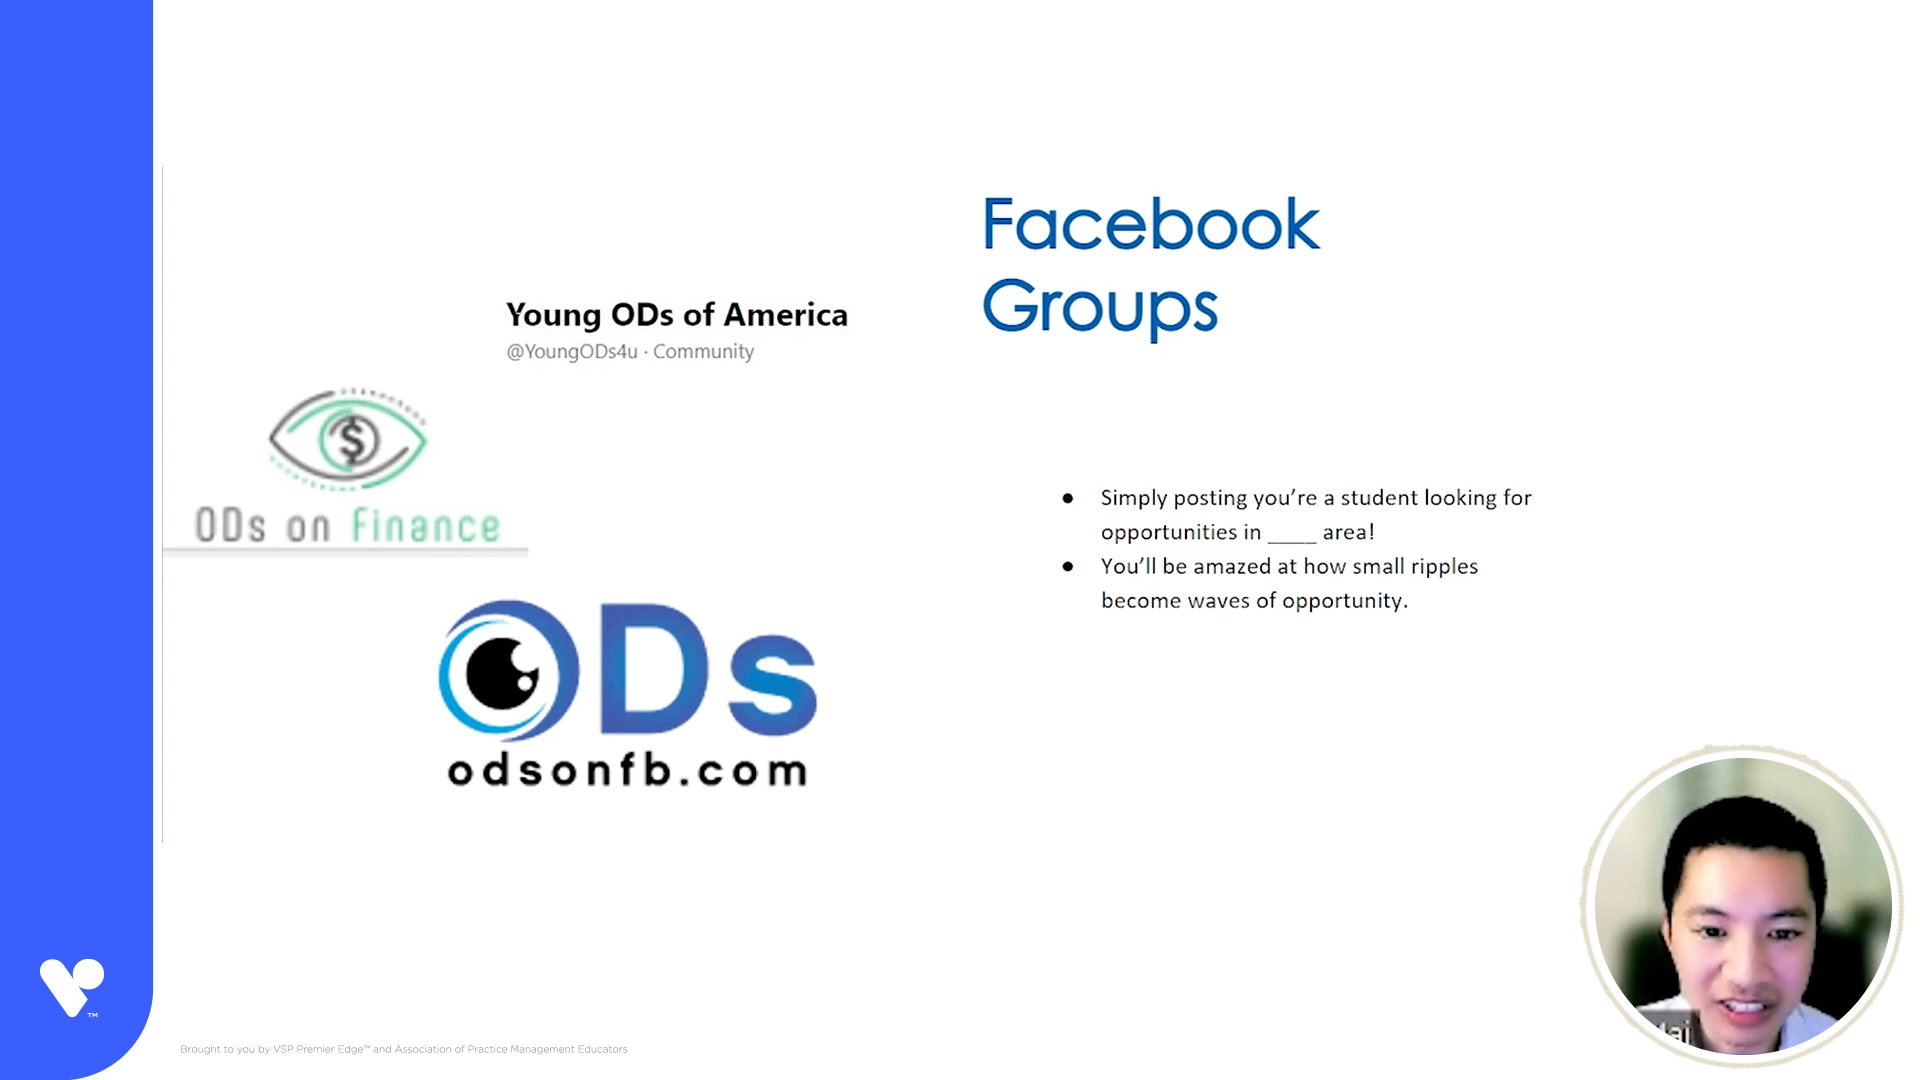 Facebook
Groups
Young ODs of America
@YoungODs4u · Community
$
ODs on Finance
ODs
odsonfb.com
● Simply posting you’re a student looking for
opportunities in ____ area!
● You’ll be amazed at how small ripples
become waves of opportunity.
TM
Brought to you by VSP Premier Edge™ and Association of Practice Management Educators